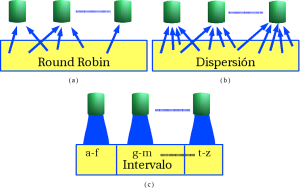 Round Robin
Dispersión
(a)
(b)
a-f
g-m
t-z
Intervalo
(c)